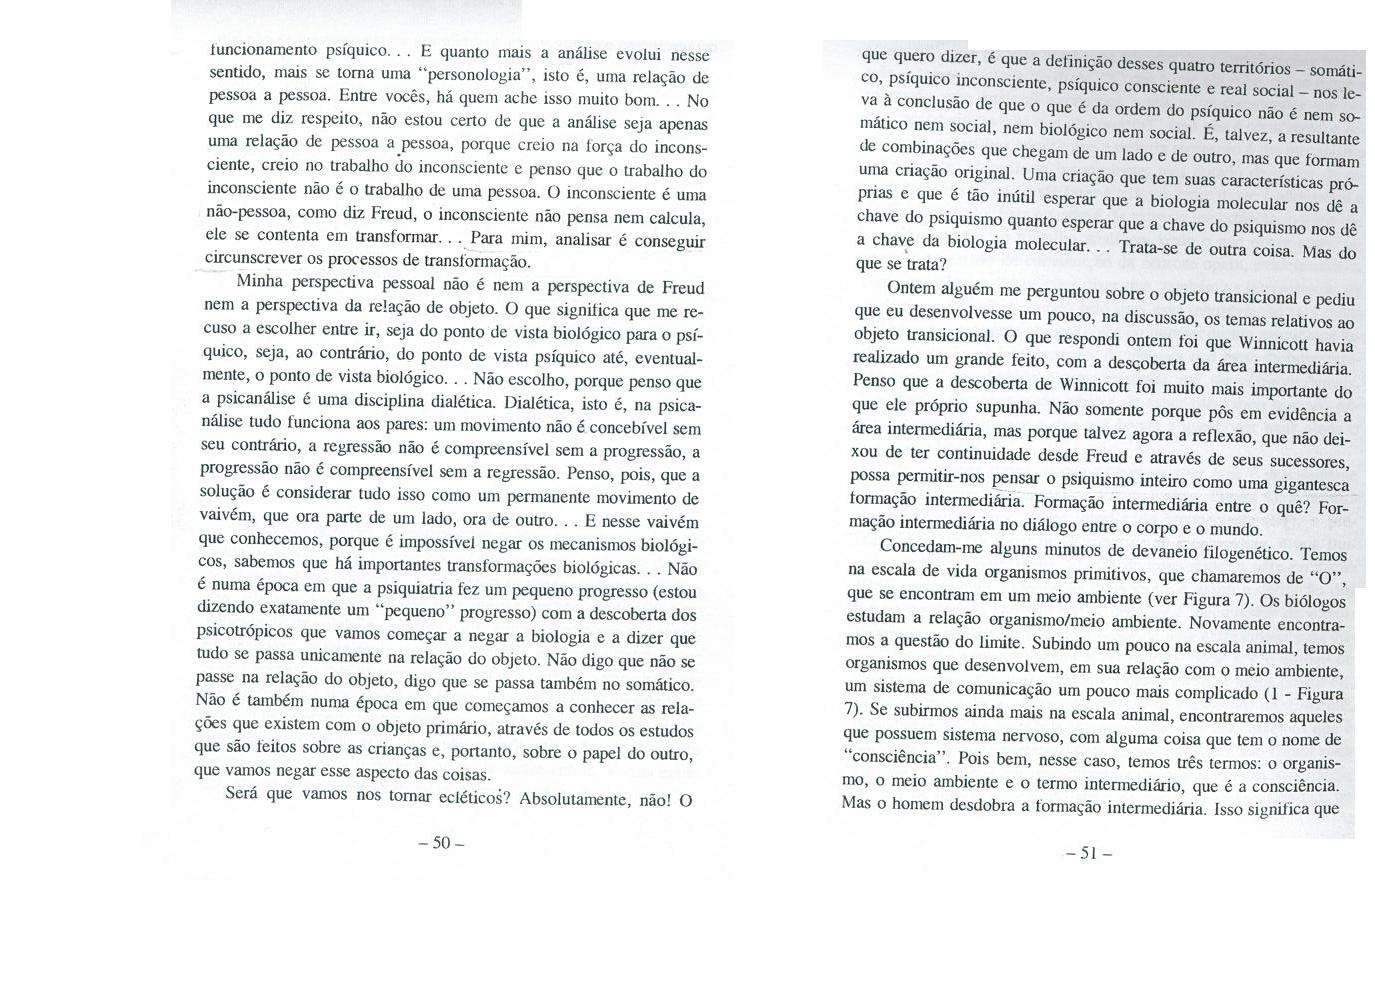 funcionamento psíquico. . . E quanto mais a análise evolui nesse
sentido, mais se torna uma “personologia”, isto é, uma relação de
pessoa a pessoa. Entre vocês, há quem ache isso muito bom. . . No
que me diz respeito, não estou certo de que a análise seja apenas
uma relação de pessoa a pessoa, porque creio na força do incons-
ciente, creio no trabalho do inconsciente e penso que o trabalho do
inconsciente não é o trabalho de uma pessoa. O inconsciente é uma
não-pessoa, como diz Freud, o inconsciente não pensa nem calcula,
ele se contenta em transformar. . . Para mim, analisar é conseguir
circunscrever os processos de transformação.
Minha perspectiva pessoal não é nem a perspectiva de Freud
nem a perspectiva da relação de objeto. O que significa que me re-
cuso a escolher entre ir, seja do ponto de vista biológico para o psí-
quico, seja, ao contrário, do ponto de vista psíquico até, eventual-
mente, o ponto de vista biológico. . . Não escolho, porque penso que
a psicanálise é uma disciplina dialética. Dialética, isto é, na psica-
nálise tudo funciona aos pares: um movimento não é concebível sem
seu contrário, a regressão não é compreensível sem a progressão, a
progressão não é compreensível sem a regressão. Penso, pois, que a
solução é considerar tudo isso como um permanente movimento de
vaivém, que ora parte de um lado, ora de outro. . . E nesse vaivém
que conhecemos, porque é impossível negar os mecanismos biológi-
cos, sabemos que há importantes transformações biológicas. . . Não
é numa época em que a psiquiatria fez um pequeno progresso (estou
dizendo exatamente um “pequeno” progresso) com a descoberta dos
psicotrópicos que vamos começar a negar a biologia e a dizer que
tudo se passa unicamente na relação do objeto. Não digo que não se
passe na relação do objeto, digo que se passa também no somático.
Não é também numa época em que começamos a conhecer as rela-
ções que existem com o objeto primário, através de todos os estudos
que são feitos sobre as crianças e, portanto, sobre o papel do outro,
que vamos negar esse aspecto das coisas.
Será que vamos nos tornar ecléticos? Absolutamente, não! O
– 50 –
que quero dizer, é que a definição desses quatro territórios – somáti-
co, psíquico inconsciente, psíquico consciente e real social – nos le-
va à conclusão de que o que é da ordem do psíquico não é nem so-
mático nem social, nem biológico nem social. É, talvez, a resultante
de combinações que chegam de um lado e de outro, mas que formam
uma criação original. Uma criação que tem suas características pró-
prias e que é tão inútil esperar que a biologia molecular nos dê a
chave do psiquismo quanto esperar que a chave do psiquismo nos dê
a chave da biologia molecular. . . Trata-se de outra coisa. Mas do
que se trata?
Ontem alguém me perguntou sobre o objeto transicional e pediu
que eu desenvolvesse um pouco, na discussão, os temas relativos ao
objeto transicional. O que respondi ontem foi que Winnicott havia
realizado um grande feito, com a descoberta da área intermediária.
Penso que a descoberta de Winnicott foi muito mais importante do
que ele próprio supunha. Não somente porque pôs em evidência a
área intermediária, mas porque talvez agora a reflexão, que não dei-
xou de ter continuidade desde Freud e através de seus sucessores,
possa permitir-nos pensar o psiquismo inteiro como uma gigantesca
formação intermediária. Formação intermediária entre o quê? For-
mação intermediária no diálogo entre o corpo e o mundo.
Concedam-me alguns minutos de devaneio filogenético. Temos
na escala de vida organismos primitivos, que chamaremos de “O”,
que se encontram em um meio ambiente (ver Figura 7). Os biólogos
estudam a relação organismo/meio ambiente. Novamente encontra-
mos a questão do limite. Subindo um pouco na escala animal, temos
organismos que desenvolvem, em sua relação com o meio ambiente,
um sistema de comunicação um pouco mais complicado (1 - Figura
7). Se subirmos ainda mais na escala animal, encontraremos aqueles
que possuem sistema nervoso, com alguma coisa que tem o nome de
“consciência”. Pois bem, nesse caso, temos três termos: o organis-
mo, o meio ambiente e o termo intermediário, que é a consciência.
Mas o homem desdobra a formação intermediária. Isso significa que
– 51 –